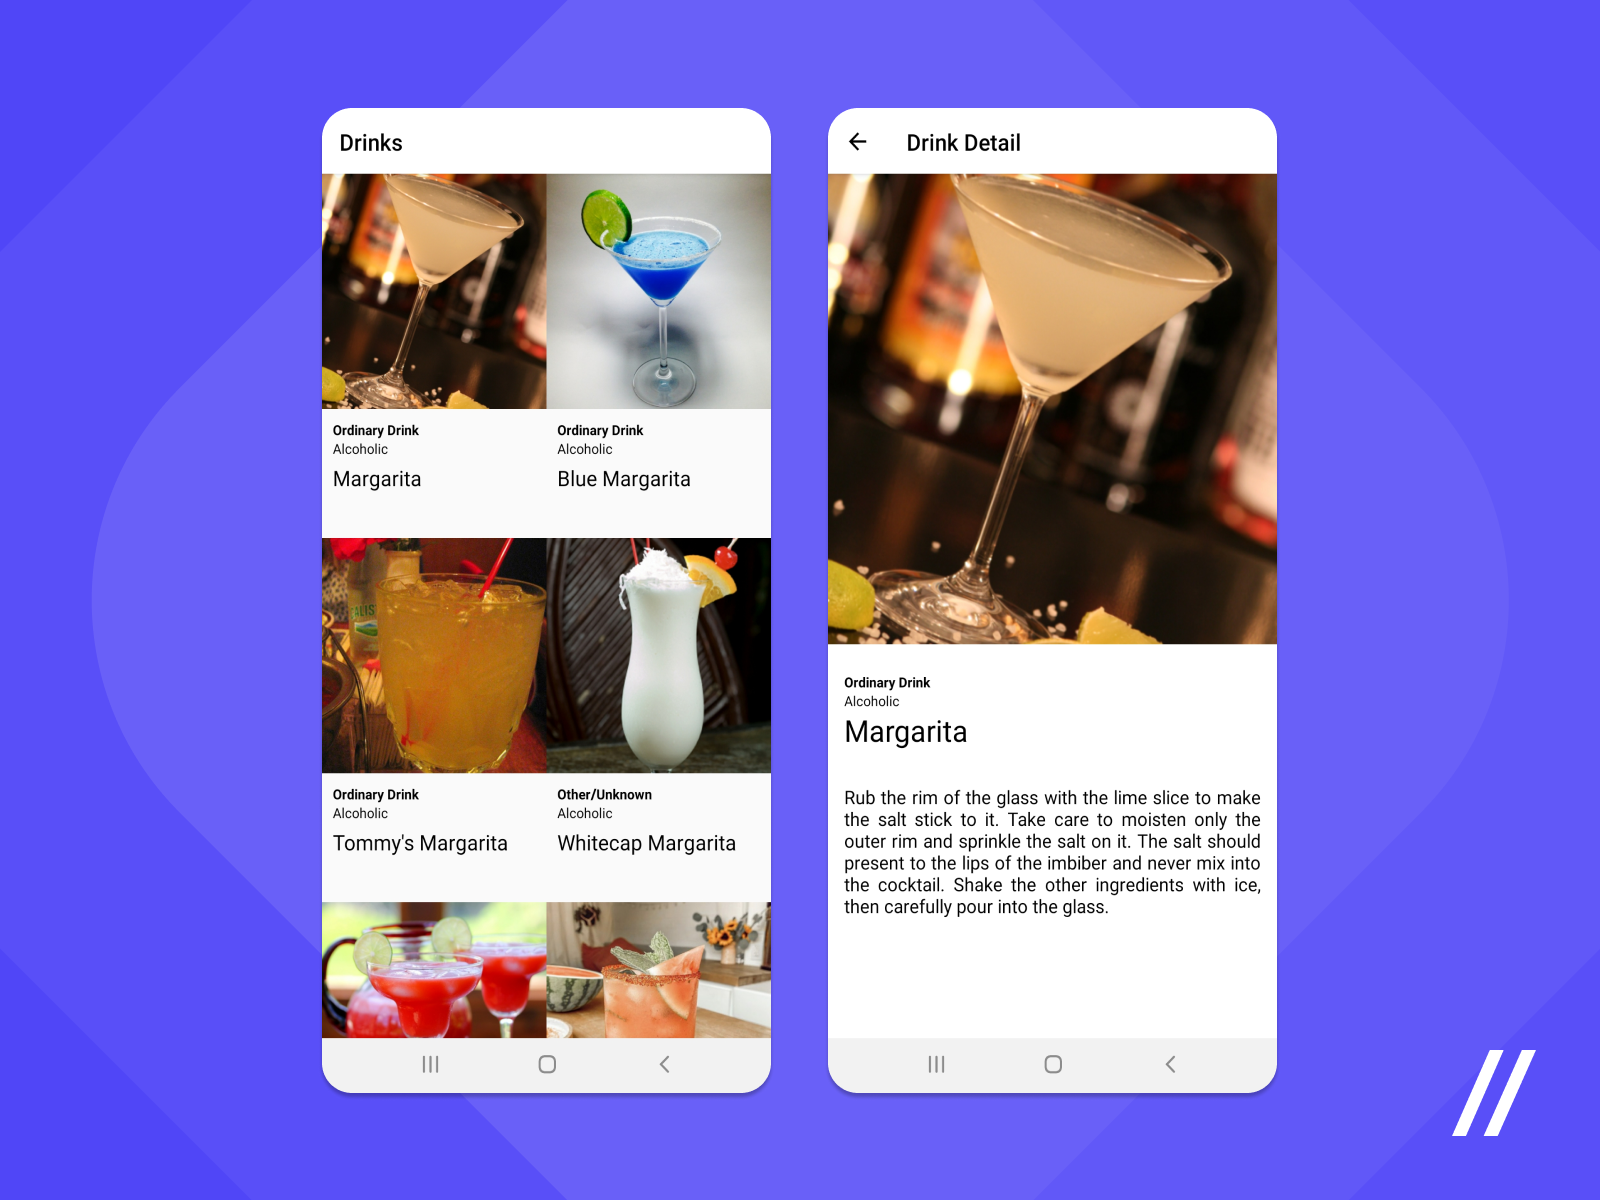 Drinks
Ordinary Drink
Alcoholic
Margarita
Ordinary Drink
Alcoholic
Blue Margarita
Ordinary Drink
Alcoholic
Tommy's Margarita
Other/Unknown
Alcoholic
Whitecap Margarita
Drink Detail
Ordinary Drink
Alcoholic
Margarita
Rub the rim of the glass with the lime slice to make
the salt stick to it. Take care to moisten only the
outer rim and sprinkle the salt on it. The salt should
present to the lips of the imbiber and never mix into
the cocktail. Shake the other ingredients with ice,
then carefully pour into the glass.